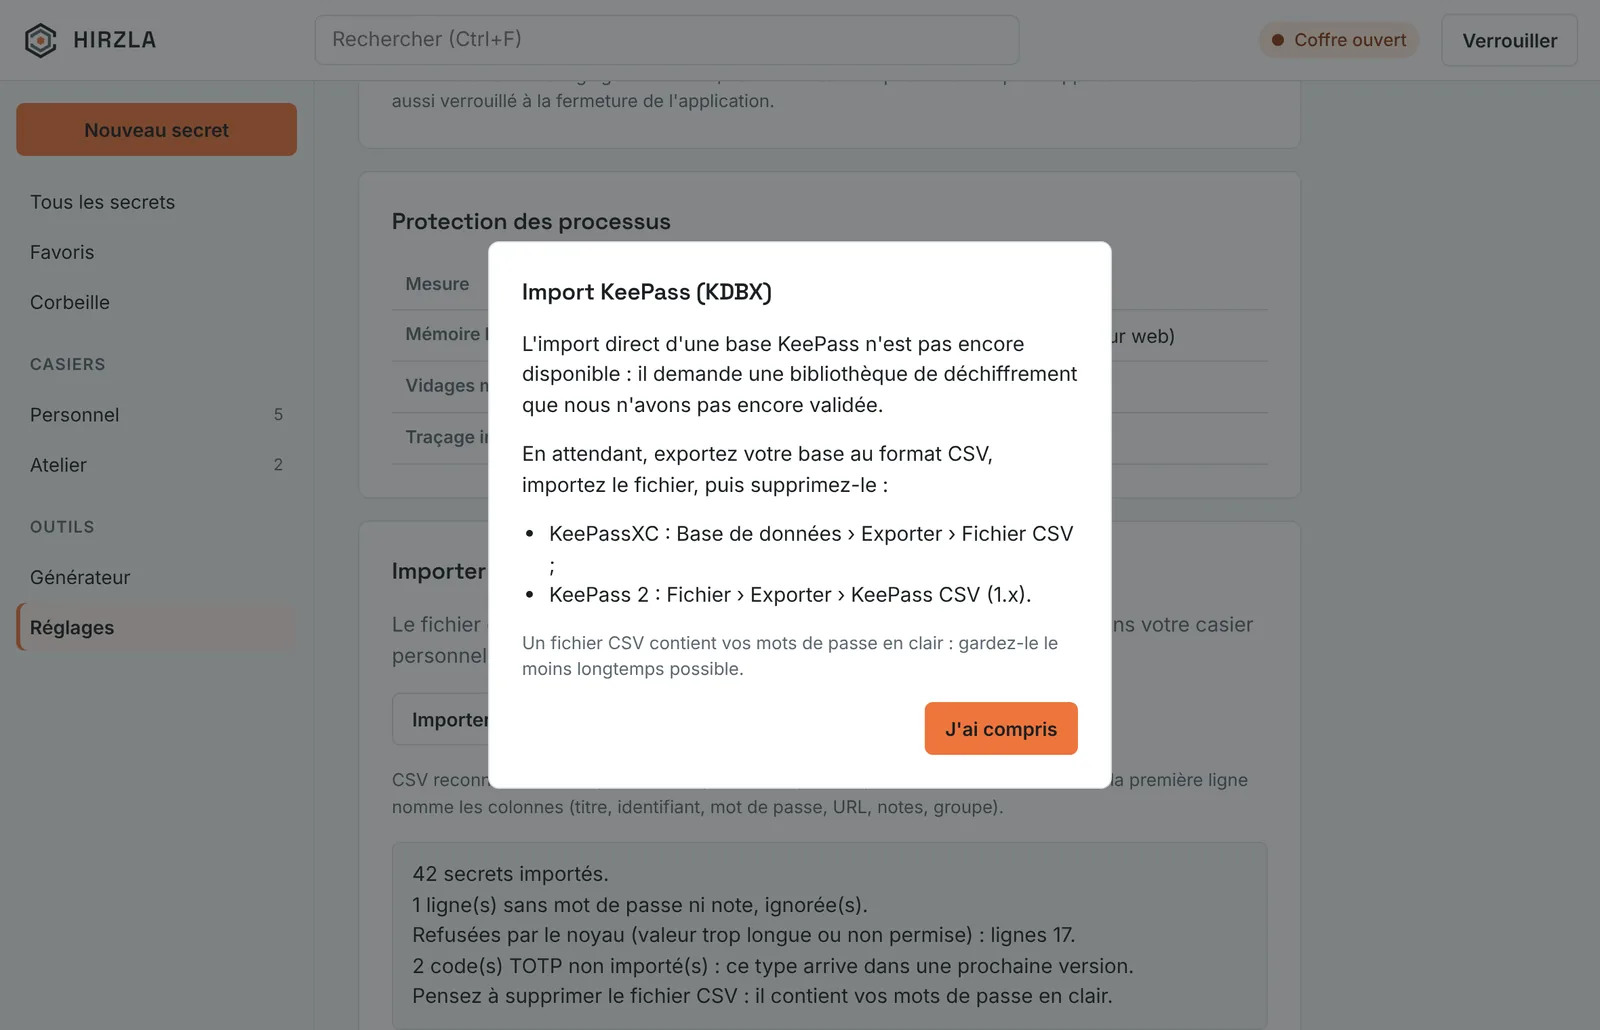 HIRZLA
Rechercher (Ctrl+F)
Coffre ouvert
Verrouiller
Nouveau secret
Tous les secrets
Favoris
Corbeille
CASIERS
Personnel 5
Atelier 2
OUTILS
Générateur
Réglages
aussi verrouillé à la fermeture de l'application.
Protection des processus
Mesure
Mémoire
ur web)
Vidages
Traçage
Importer
Le fichier
ns votre casier
personnel
Importer
CSV
la première ligne
nomme les colonnes (titre, identifiant, mot de passe, URL, notes, groupe).
42 secrets importés.
1 ligne(s) sans mot de passe ni note, ignorée(s).
Refusées par le noyau (valeur trop longue ou non permise) : lignes 17.
2 code(s) TOTP non importé(s) : ce type arrive dans une prochaine version.
Pensez à supprimer le fichier CSV : il contient vos mots de passe en clair.
Import KeePass (KDBX)
L'import direct d'une base KeePass n'est pas encore
disponible : il demande une bibliothèque de déchiffrement
que nous n'avons pas encore validée.
En attendant, exportez votre base au format CSV,
importez le fichier, puis supprimez-le :
• KeePassXC : Base de données › Exporter › Fichier CSV
;
• KeePass 2 : Fichier › Exporter › KeePass CSV (1.x).
Un fichier CSV contient vos mots de passe en clair : gardez-le le
moins longtemps possible.
J'ai compris